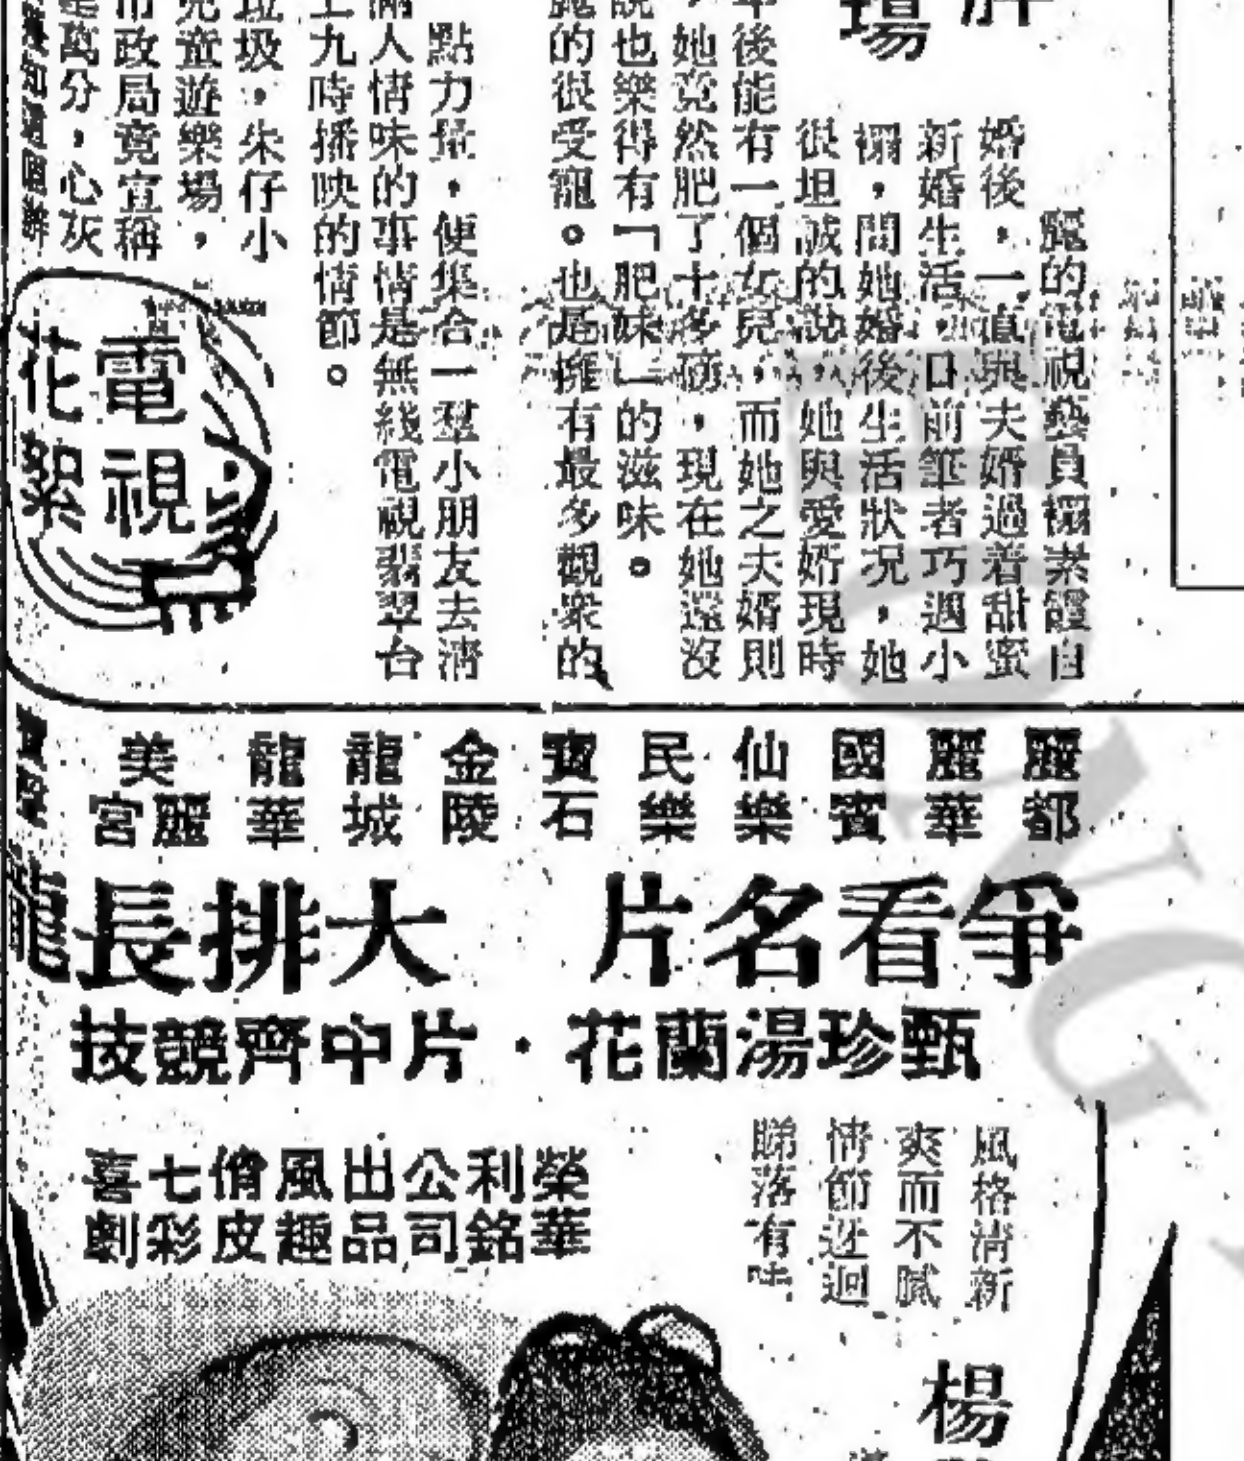 麗的電視藝員禤素霞自
婚後,一直與夫婿過着甜蜜
新婚生活,日前筆者巧遇小
禤,問她婚後生活狀况,她
很坦誠的說,她與愛婿現時
年後能有一個女兒,而她之夫婿則
她竟然肥了十多磅,現在她還沒
說也樂得有「肥妹」的滋味。
麗的很受寵。也是擁有最多觀衆的
點力量,便集合一羣小朋友去清
滿人情味的事情是無綫電視翡翠台
上九時播映的情節。
垃圾,朱仔小
兒童遊樂場,
市政局竟宣稱
萬分,心灰
電視
花絮
麗都
麗華
國賓
仙樂
民樂
寶石
金陵
龍城
龍華
美麗宮
爭看名片 大排長龍
甄珍湯蘭花・片中齊競技
風格清新
爽而不膩
情節迂迴
睇落有味
榮華
利銘
公司
出品
風趣
俏皮
七彩
喜劇
楊